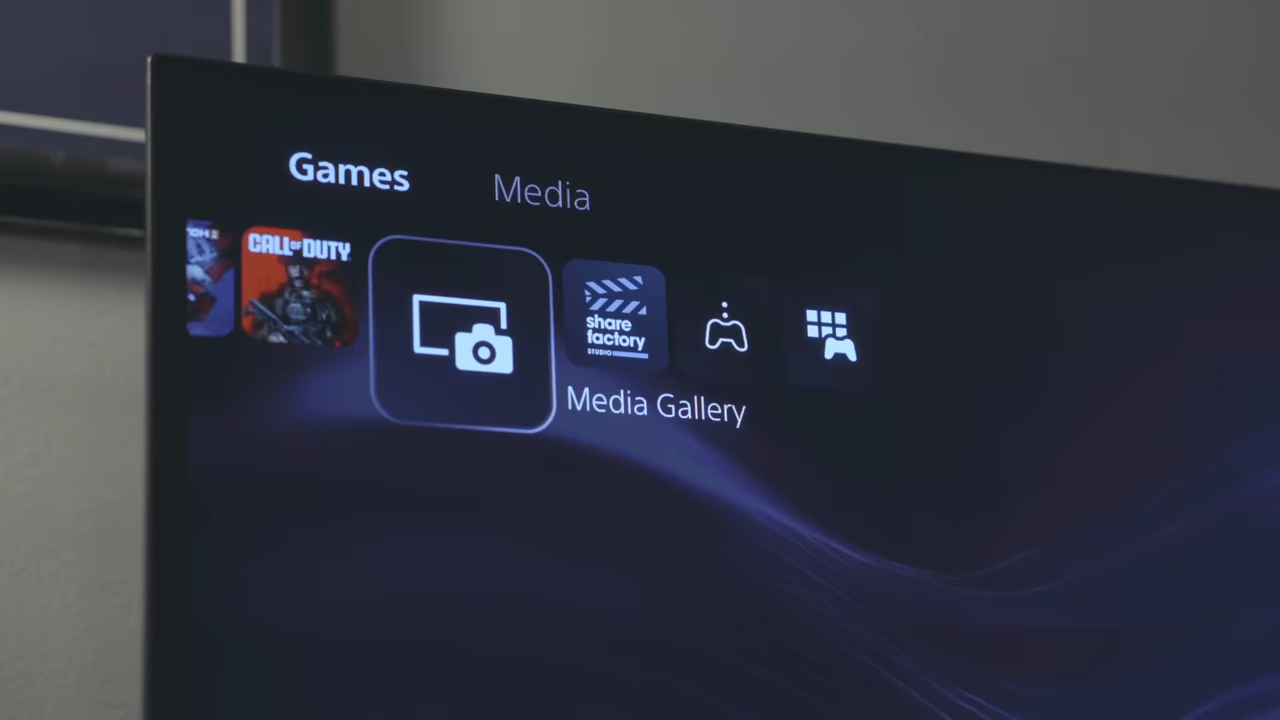 Games
Media
CALL OF DUTY
share
factory
STUDIO
Media Gallery